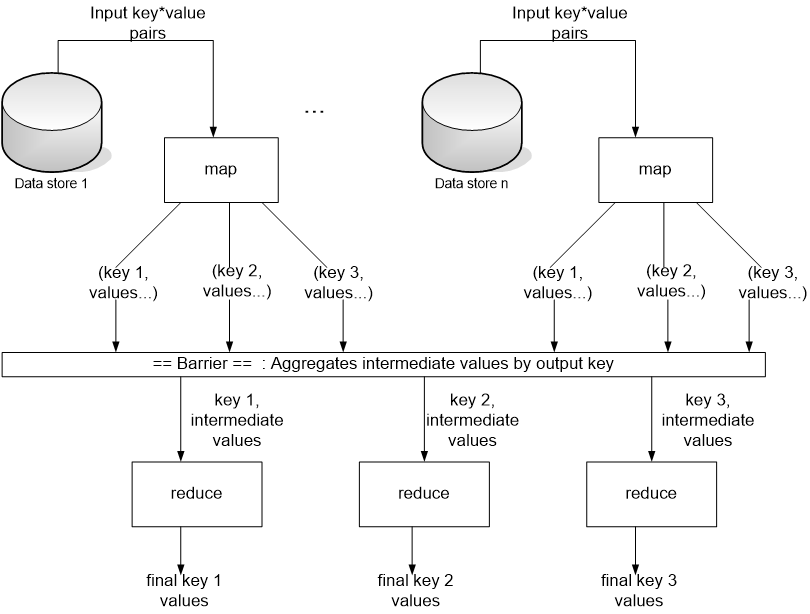 Input key*value
pairs
Input key*value
pairs
...
map
map
Data store 1
Data store n
(key 1,
values...)
(key 2,
values...)
(key 3,
values...)
(key 1,
values...)
(key 2,
values...)
(key 3,
values...)
== Barrier == : Aggregates intermediate values by output key
key 1,
intermediate
values
key 2,
intermediate
values
key 3,
intermediate
values
reduce
reduce
reduce
final key 1
values
final key 2
values
final key 3
values